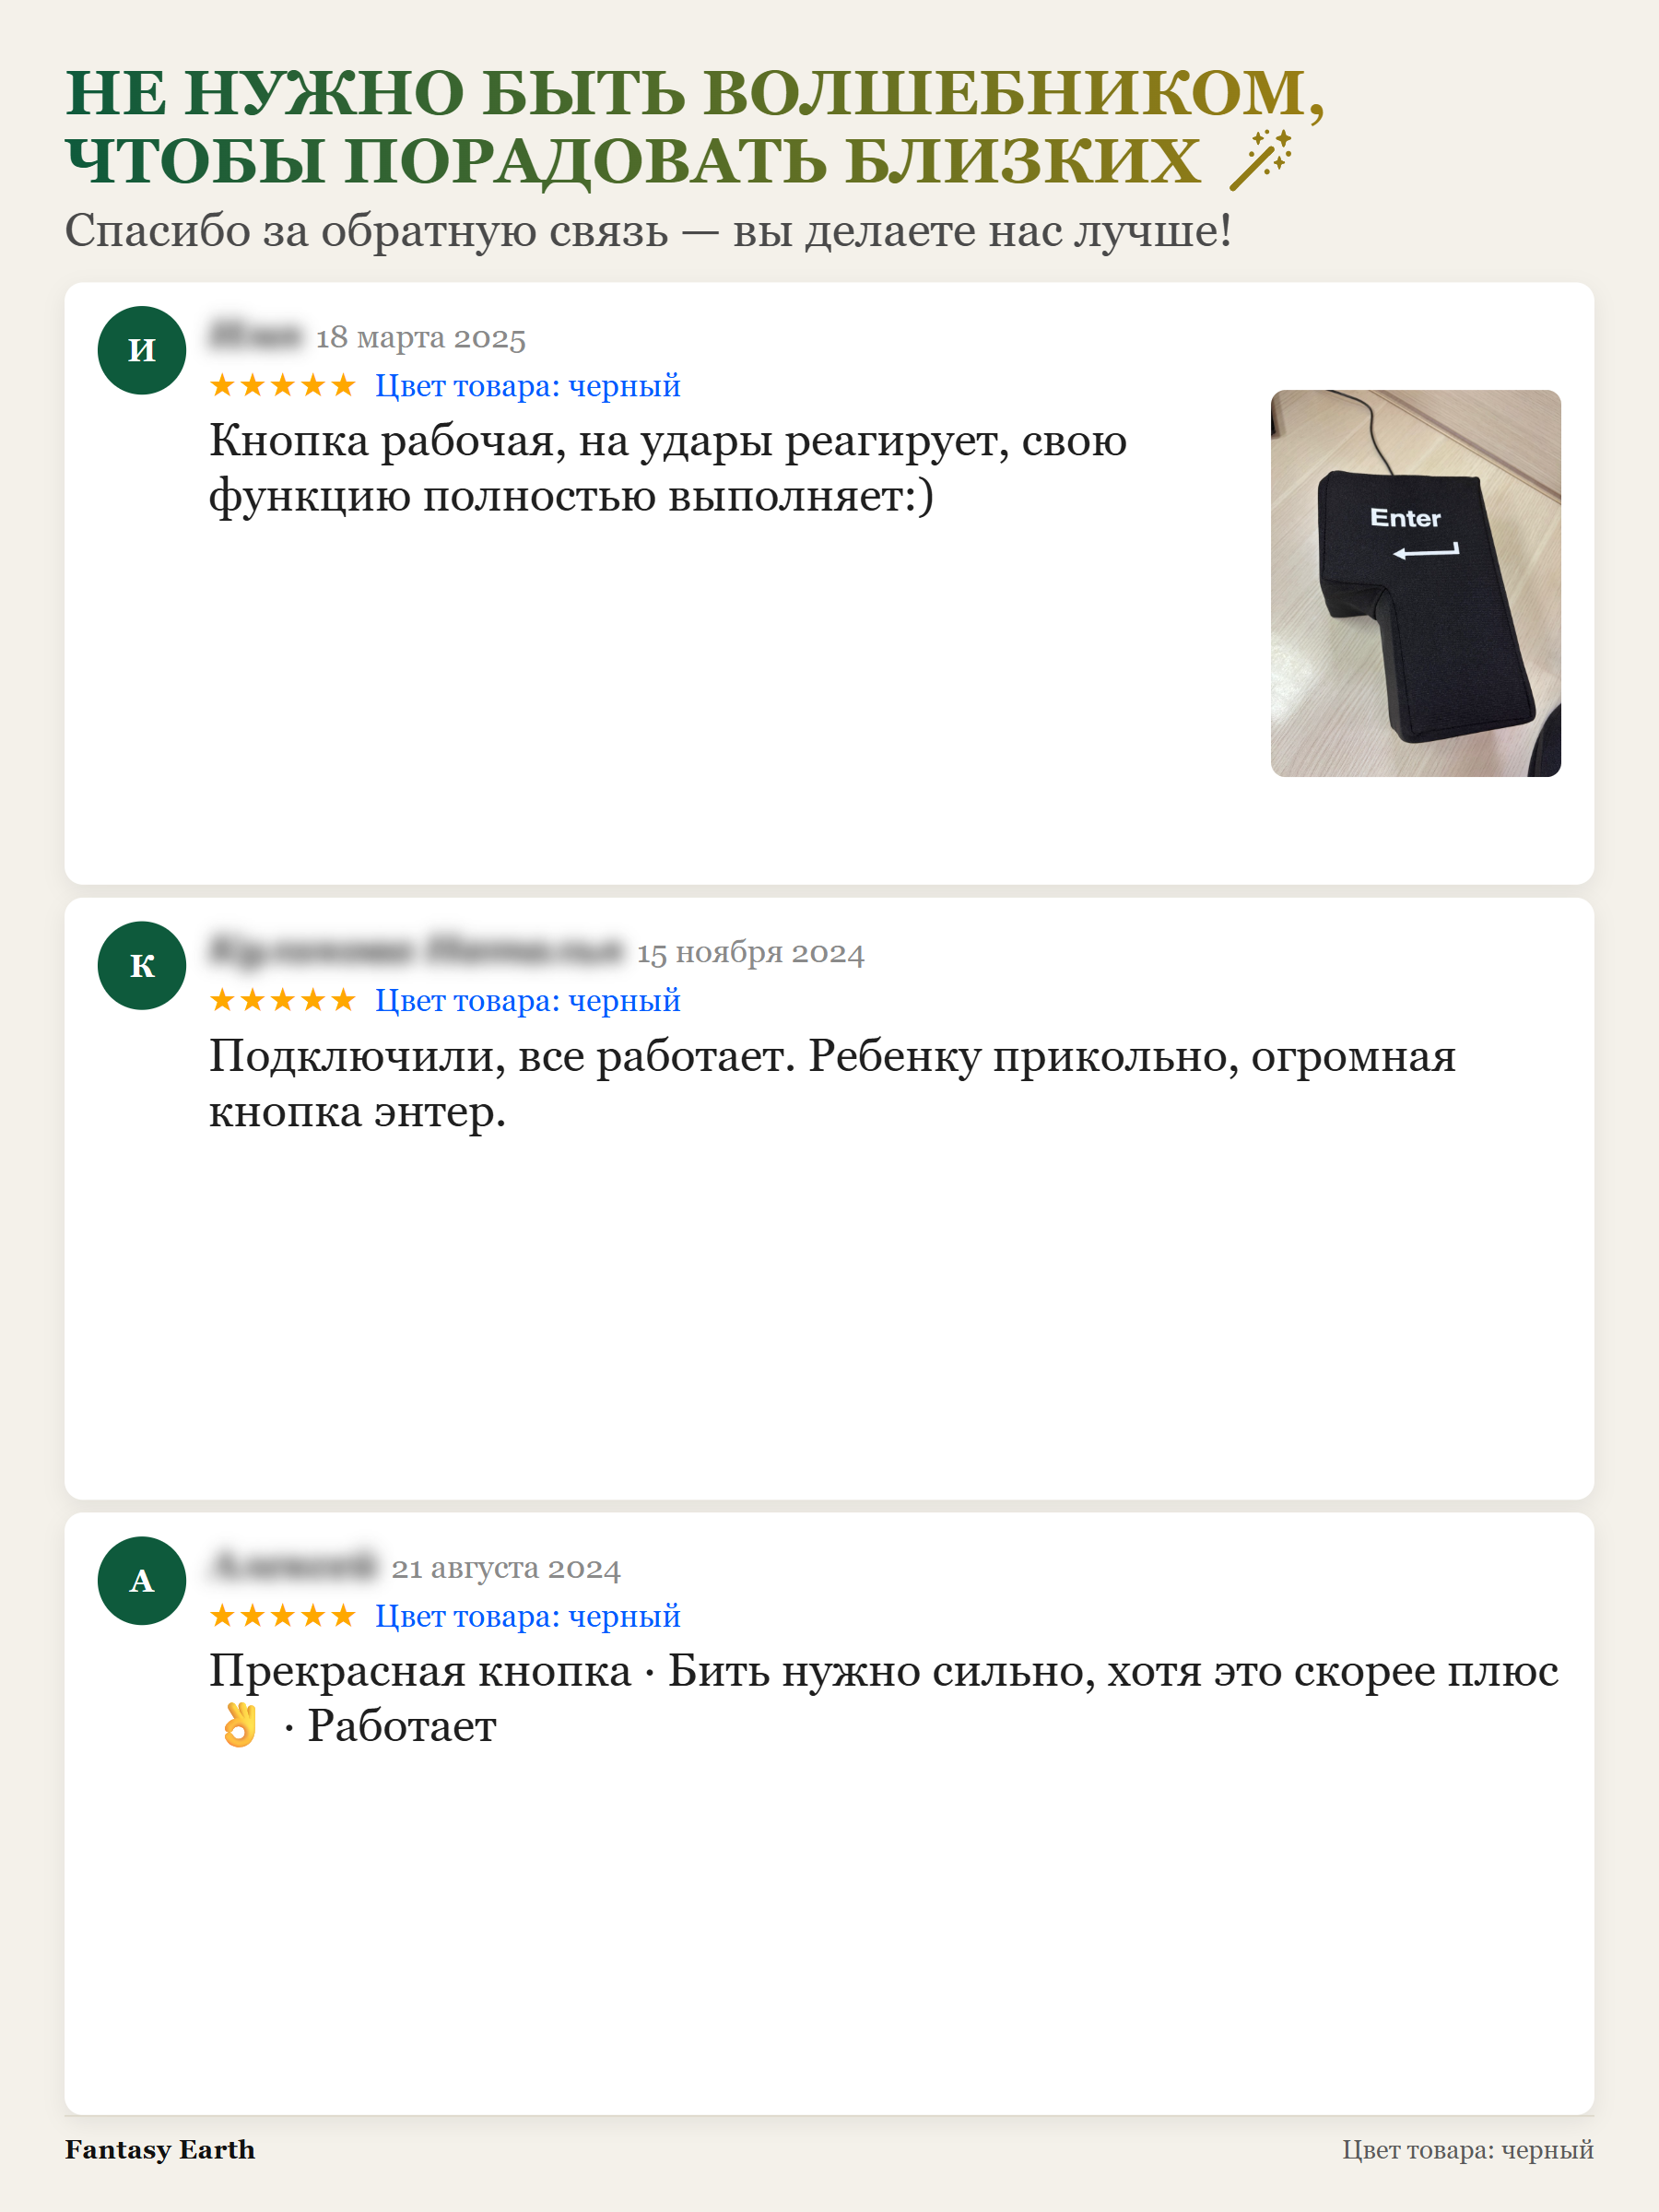 НЕ НУЖНО БЫТЬ ВОЛШЕБНИКОМ,
ЧТОБЫ ПОРАДОВАТЬ БЛИЗКИХ
Спасибо за обратную связь — вы делаете нас лучше!
И
18 марта 2025
★★★★★ Цвет товара: черный
Кнопка рабочая, на удары реагирует, свою
функцию полностью выполняет:)
Enter
К
15 ноября 2024
★★★★★ Цвет товара: черный
Подключили, все работает. Ребенку прикольно, огромная
кнопка энтер.
А
21 августа 2024
★★★★★ Цвет товара: черный
Прекрасная кнопка · Бить нужно сильно, хотя это скорее плюс
👌 · Работает
Fantasy Earth
Цвет товара: черный